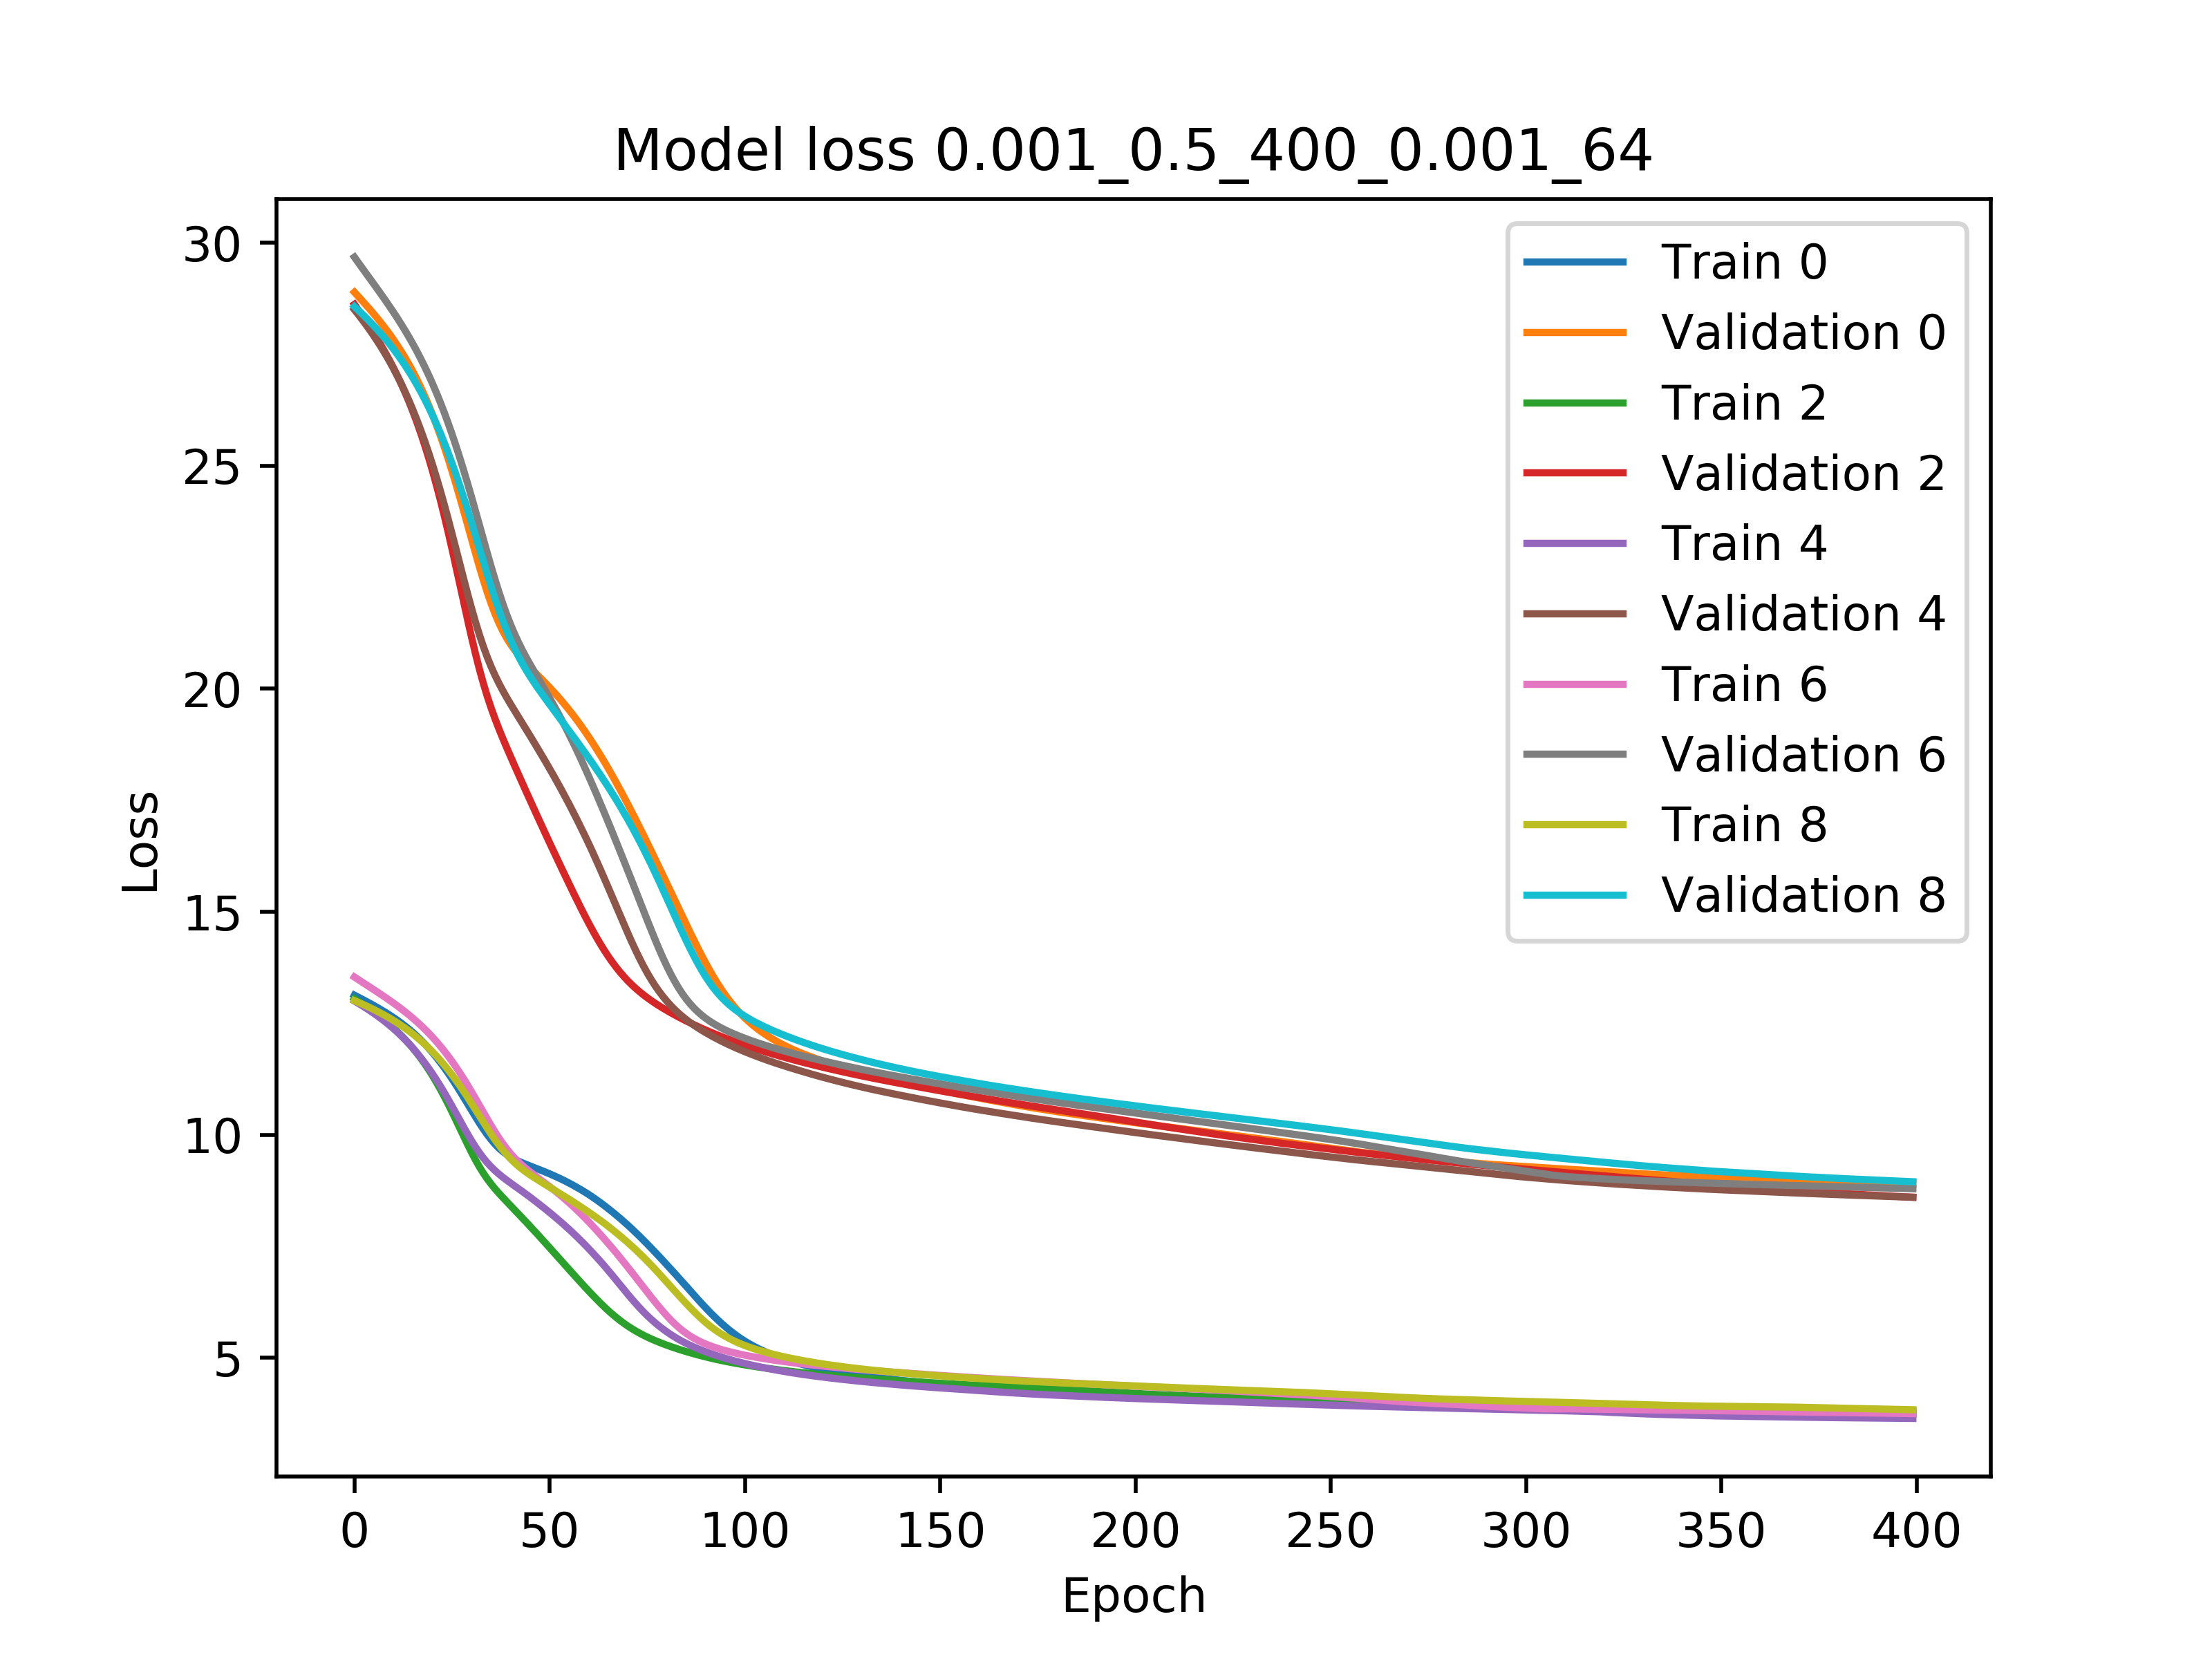 Model loss 0.001_0.5_400_0.001_64
30
25
20
15
10
5
Loss
Train 0
Validation 0
Train 2
Validation 2
Train 4
Validation 4
Train 6
Validation 6
Train 8
Validation 8
0 50 100 150 200 250 300 350 400
Epoch